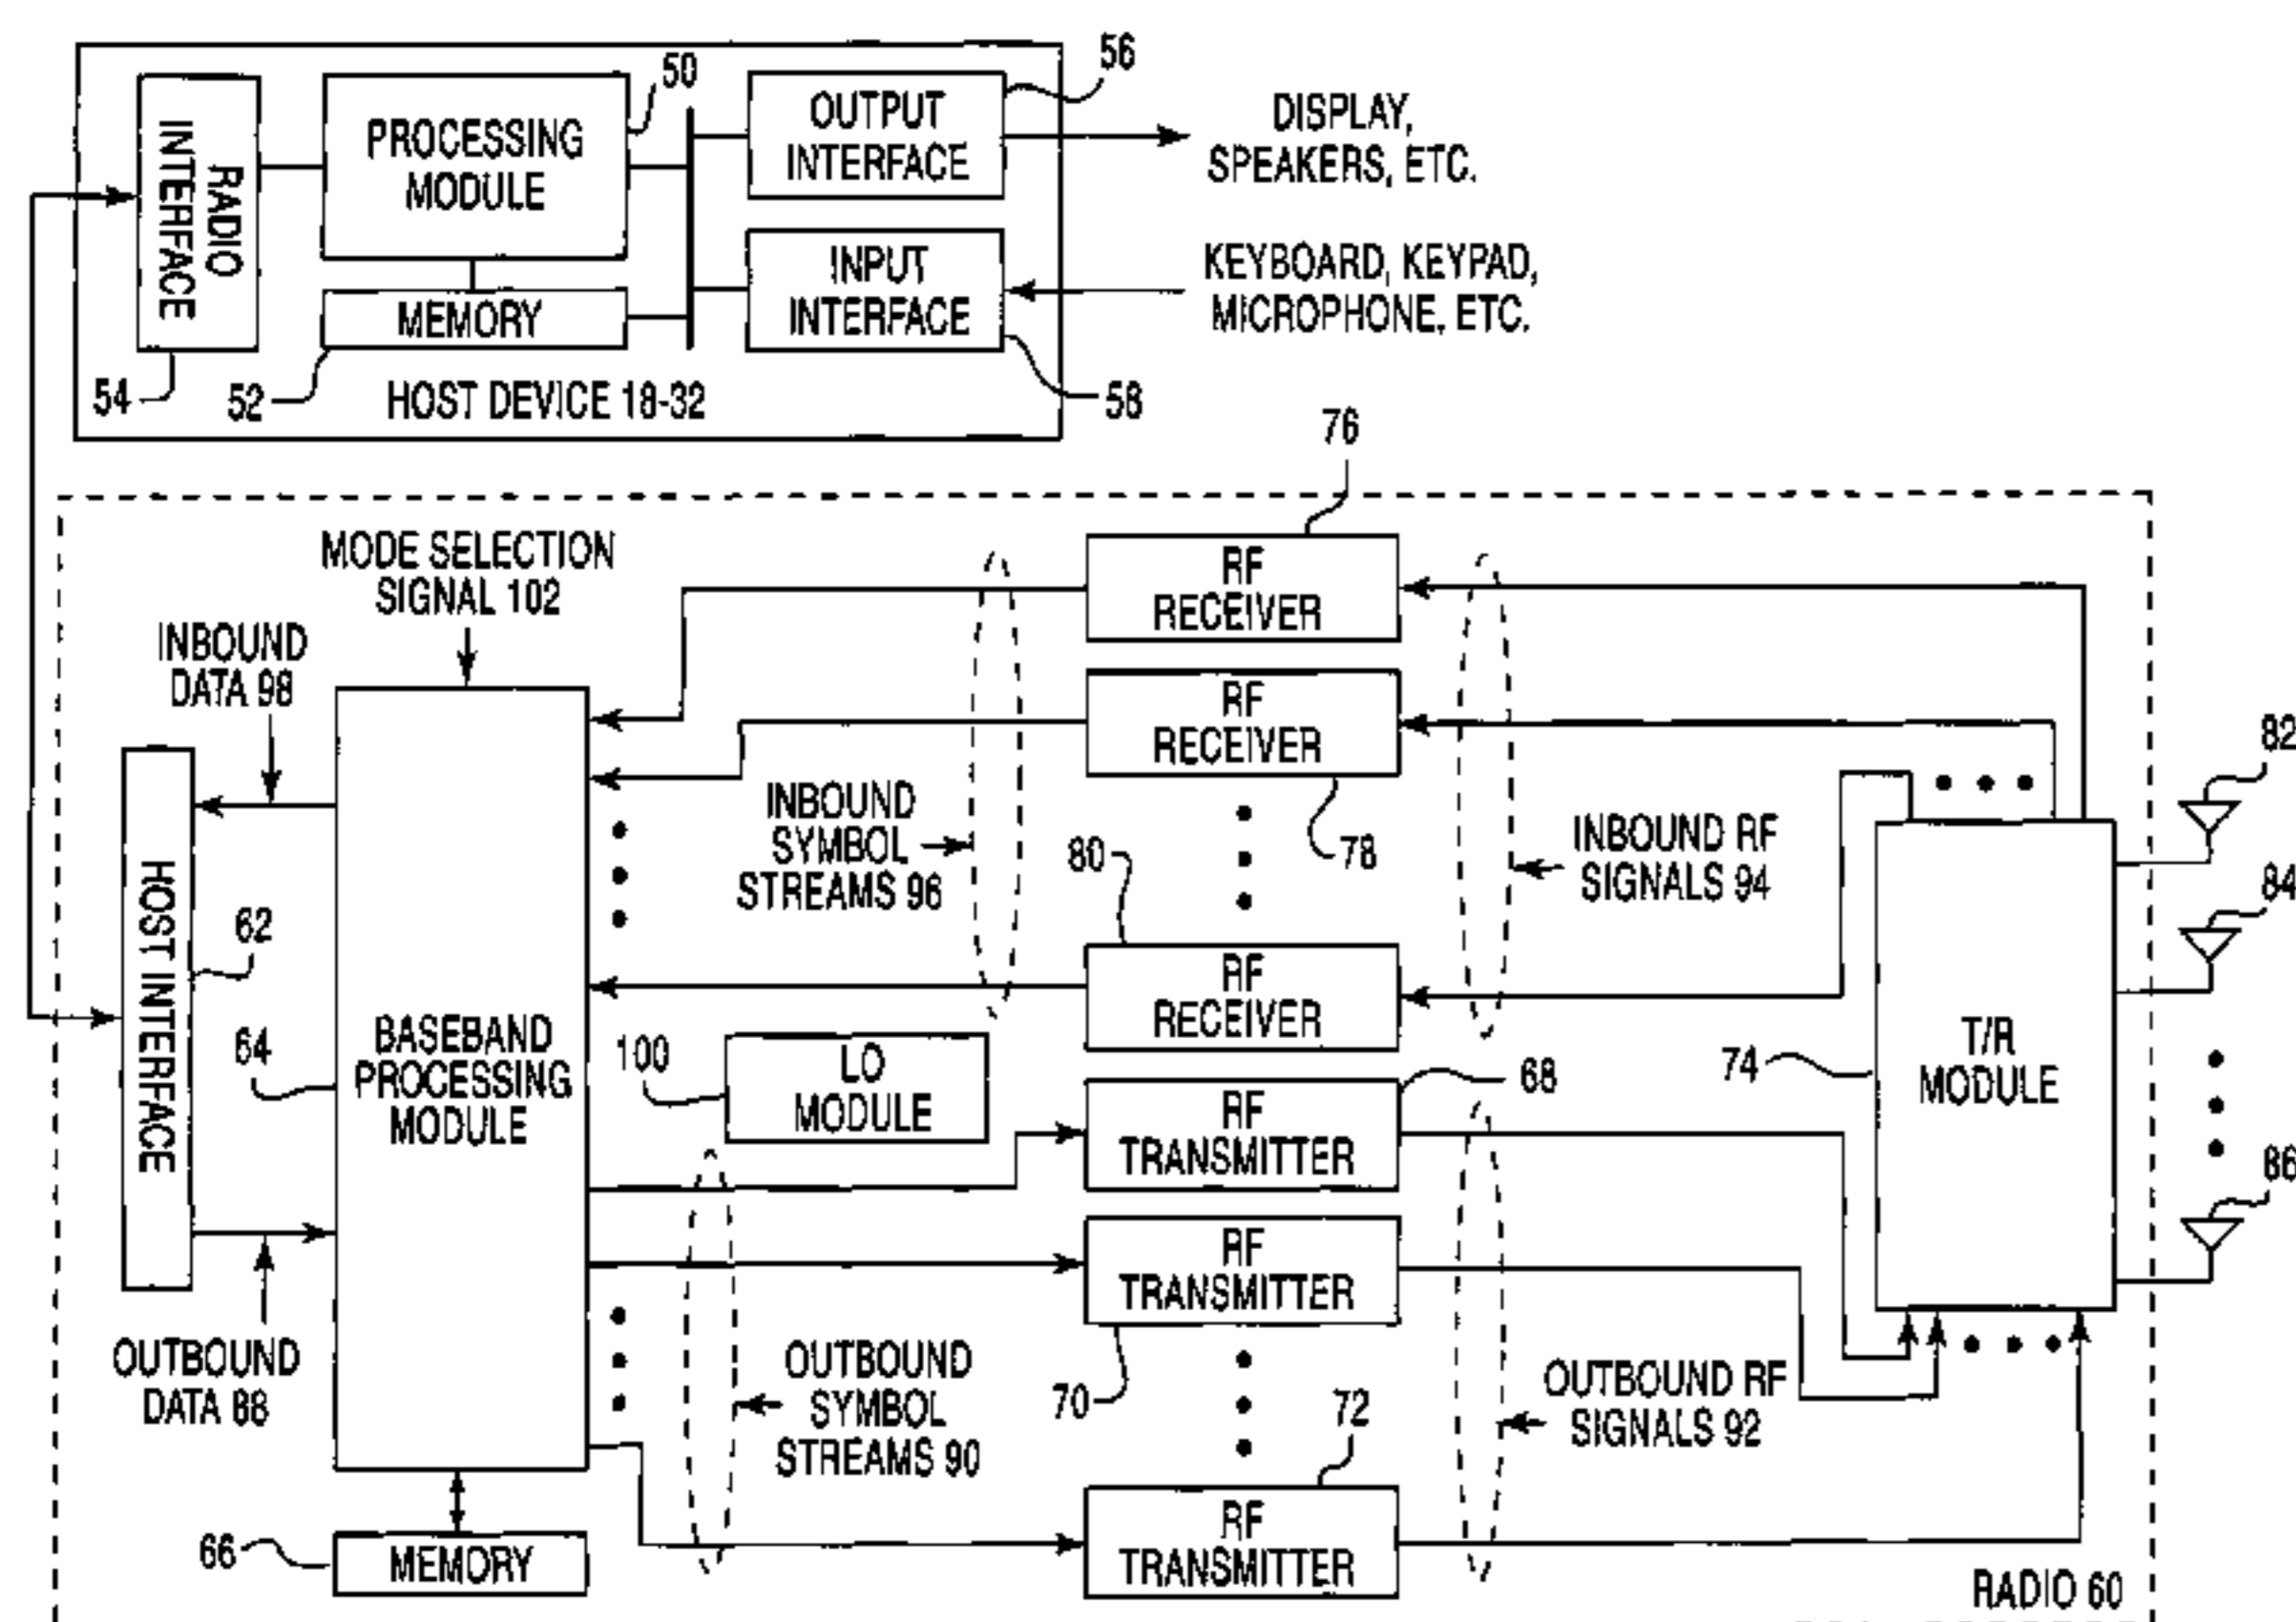 50
56
RADIO
INTERFACE
PROCESSING
MODULE
OUTPUT
INTERFACE
DISPLAY,
SPEAKERS, ETC.
INPUT
INTERFACE
KEYBOARD, KEYPAD,
MICROPHONE, ETC.
MEMORY
54
52
HOST DEVICE 18-32
58
76
MODE SELECTION
SIGNAL 102
RF
RECEIVER
INBOUND
DATA 98
RF
RECEIVER
82
INBOUND
SYMBOL
STREAMS 96
80
78
INBOUND RF
SIGNALS 94
84
HOST INTERFACE
62
RF
RECEIVER
64
BASEBAND
PROCESSING
MODULE
100
LO
MODULE
68
74
T/R
MODULE
RF
TRANSMITTER
86
RF
TRANSMITTER
OUTBOUND
DATA 88
OUTBOUND
SYMBOL
STREAMS 90
70
72
OUTBOUND RF
SIGNALS 92
66
MEMORY
RF
TRANSMITTER
RADIO 60